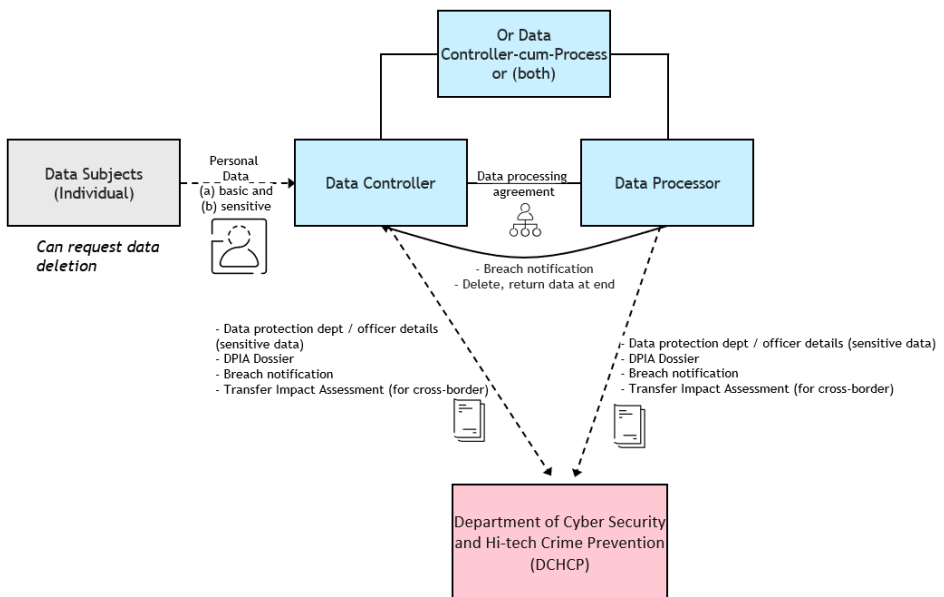 Or Data
Controller-cum-Process
or (both)
Data Subjects
(Individual)
Personal
Data
(a) basic and
(b) sensitive
Data Controller
Data processing
agreement
Data Processor
Can request data
deletion
- Breach notification
- Delete, return data at end
- Data protection dept / officer details
(sensitive data)
- DPIA Dossier
- Breach notification
- Transfer Impact Assessment (for cross-border)
- Data protection dept / officer details (sensitive data)
- DPIA Dossier
- Breach notification
- Transfer Impact Assessment (for cross-border)
Department of Cyber Security
and Hi-tech Crime Prevention
(DCHCP)